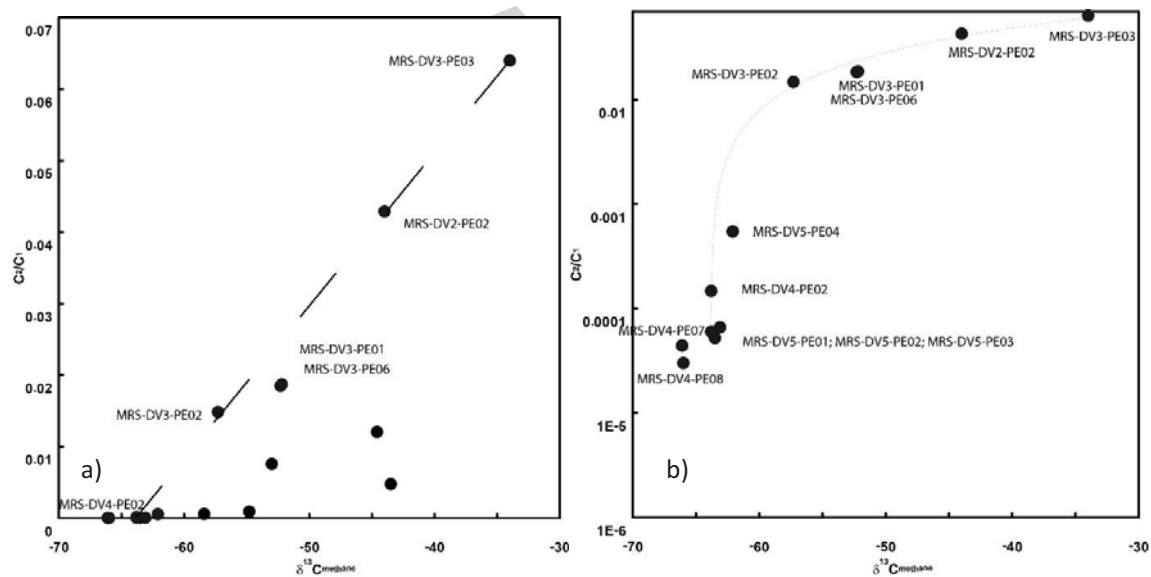 0.07
0.06
0.05
0.04
0.03
0.02
0.01
0
C2/C1
MRS-DV3-PE03
MRS-DV2-PE02
MRS-DV3-PE01
MRS-DV3-PE06
MRS-DV3-PE02
MRS-DV4-PE02
a)
-70
-60
-50
-40
-30
δ13Cmethane
0.01
0.001
0.0001
1E-5
1E-6
C2/C1
MRS-DV3-PE03
MRS-DV2-PE02
MRS-DV3-PE02
MRS-DV3-PE01
MRS-DV3-PE06
MRS-DV5-PE04
MRS-DV4-PE02
MRS-DV4-PE07
MRS-DV5-PE01; MRS-DV5-PE02; MRS-DV5-PE03
MRS-DV4-PE08
b)
-70
-60
-50
-40
-30
δ13Cmethane